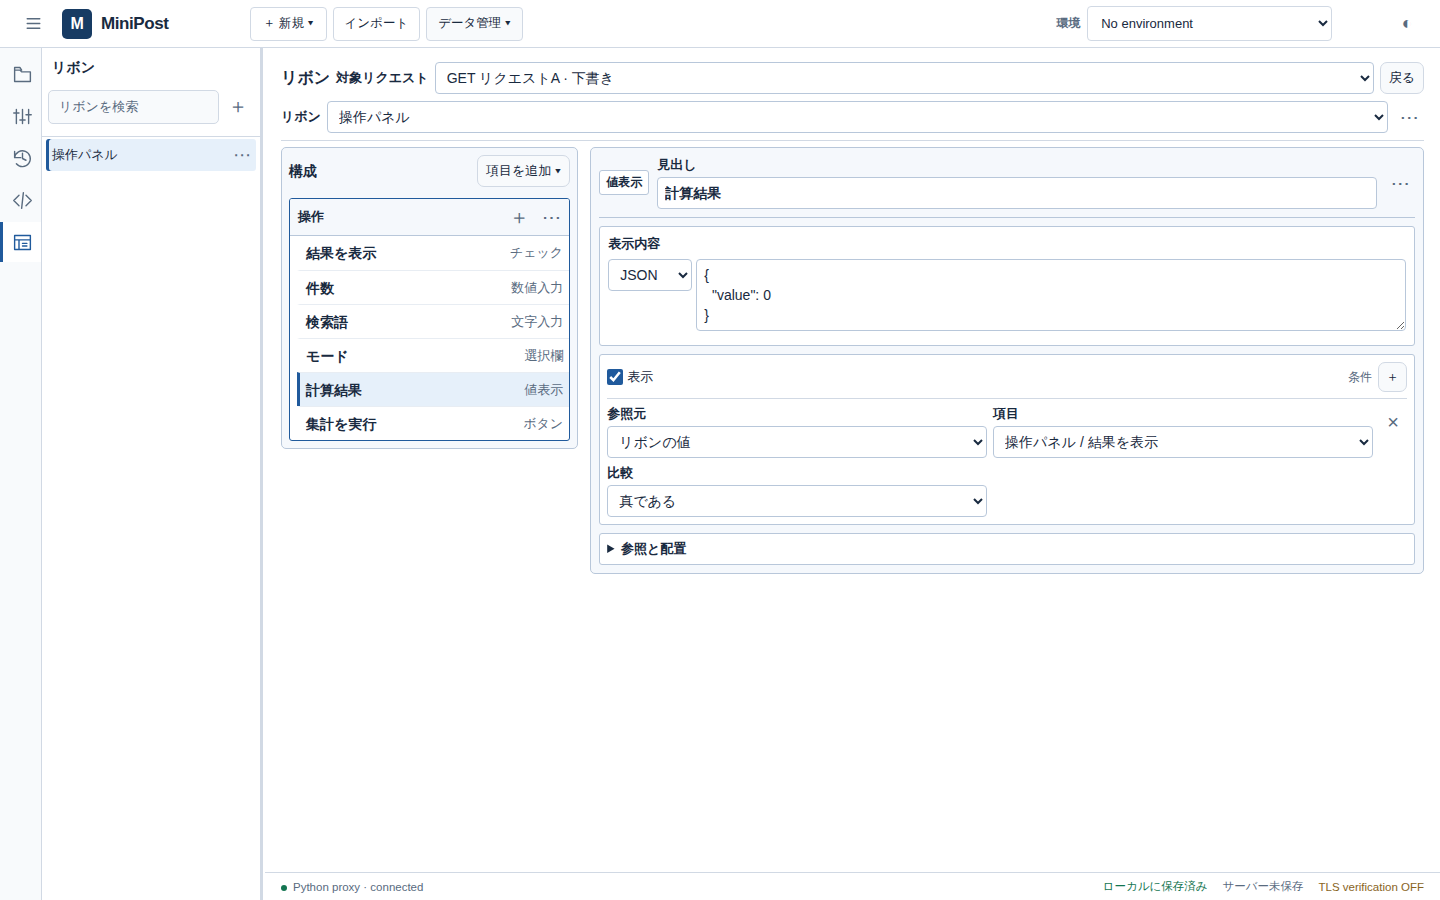 M MiniPost
＋ 新規 ▾ インポート データ管理 ▾ 環境 No environment
リボン
リボンを検索 ＋
操作パネル …
リボン 対象リクエスト GET リクエストA · 下書き 戻る
リボン 操作パネル …
構成 項目を追加 ▾
操作 ＋ …
結果を表示 チェック
件数 数値入力
検索語 文字入力
モード 選択欄
計算結果 値表示
集計を実行 ボタン
値表示 見出し …
計算結果
表示内容
JSON {
"value": 0
}
表示 条件 ＋
参照元 項目 ×
リボンの値 操作パネル / 結果を表示
比較
真である
▶ 参照と配置
Python proxy · connected ローカルに保存済み サーバー未保存 TLS verification OFF